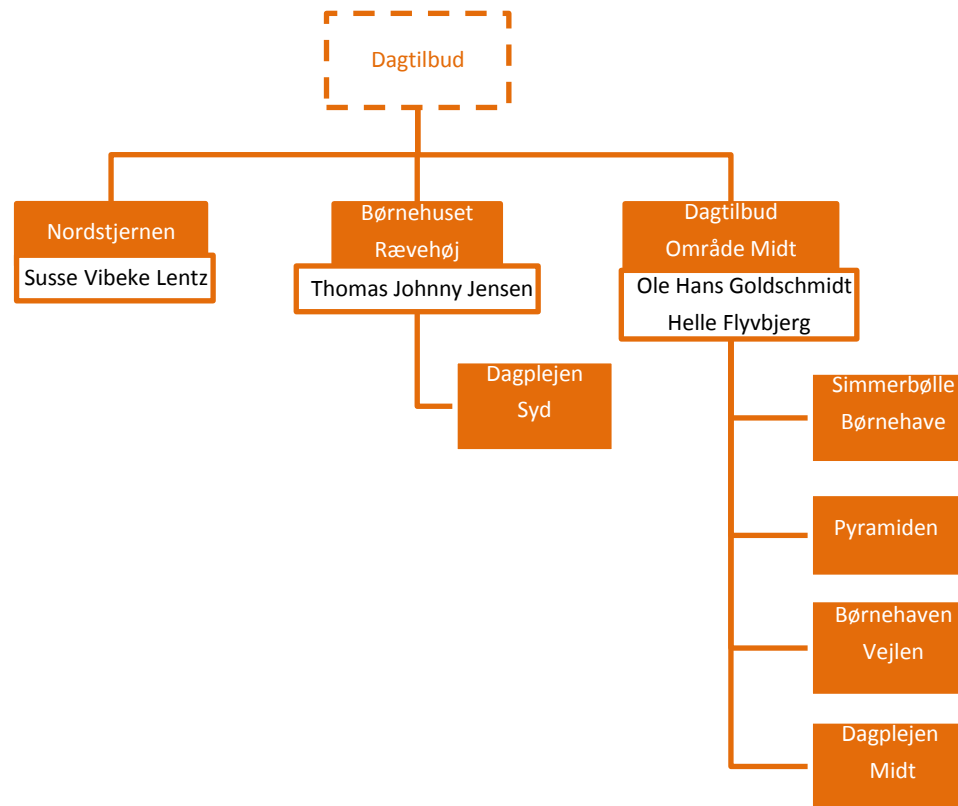 Dagtilbud
Nordstjernen
Susse Vibeke Lentz
Børnehuset
Rævehøj
Thomas Johnny Jensen
Dagplejen
Syd
Dagtilbud
Område Midt
Ole Hans Goldschmidt
Helle Flyvbjerg
Simmerbølle
Børnehave
Pyramiden
Børnehaven
Vejlen
Dagplejen
Midt